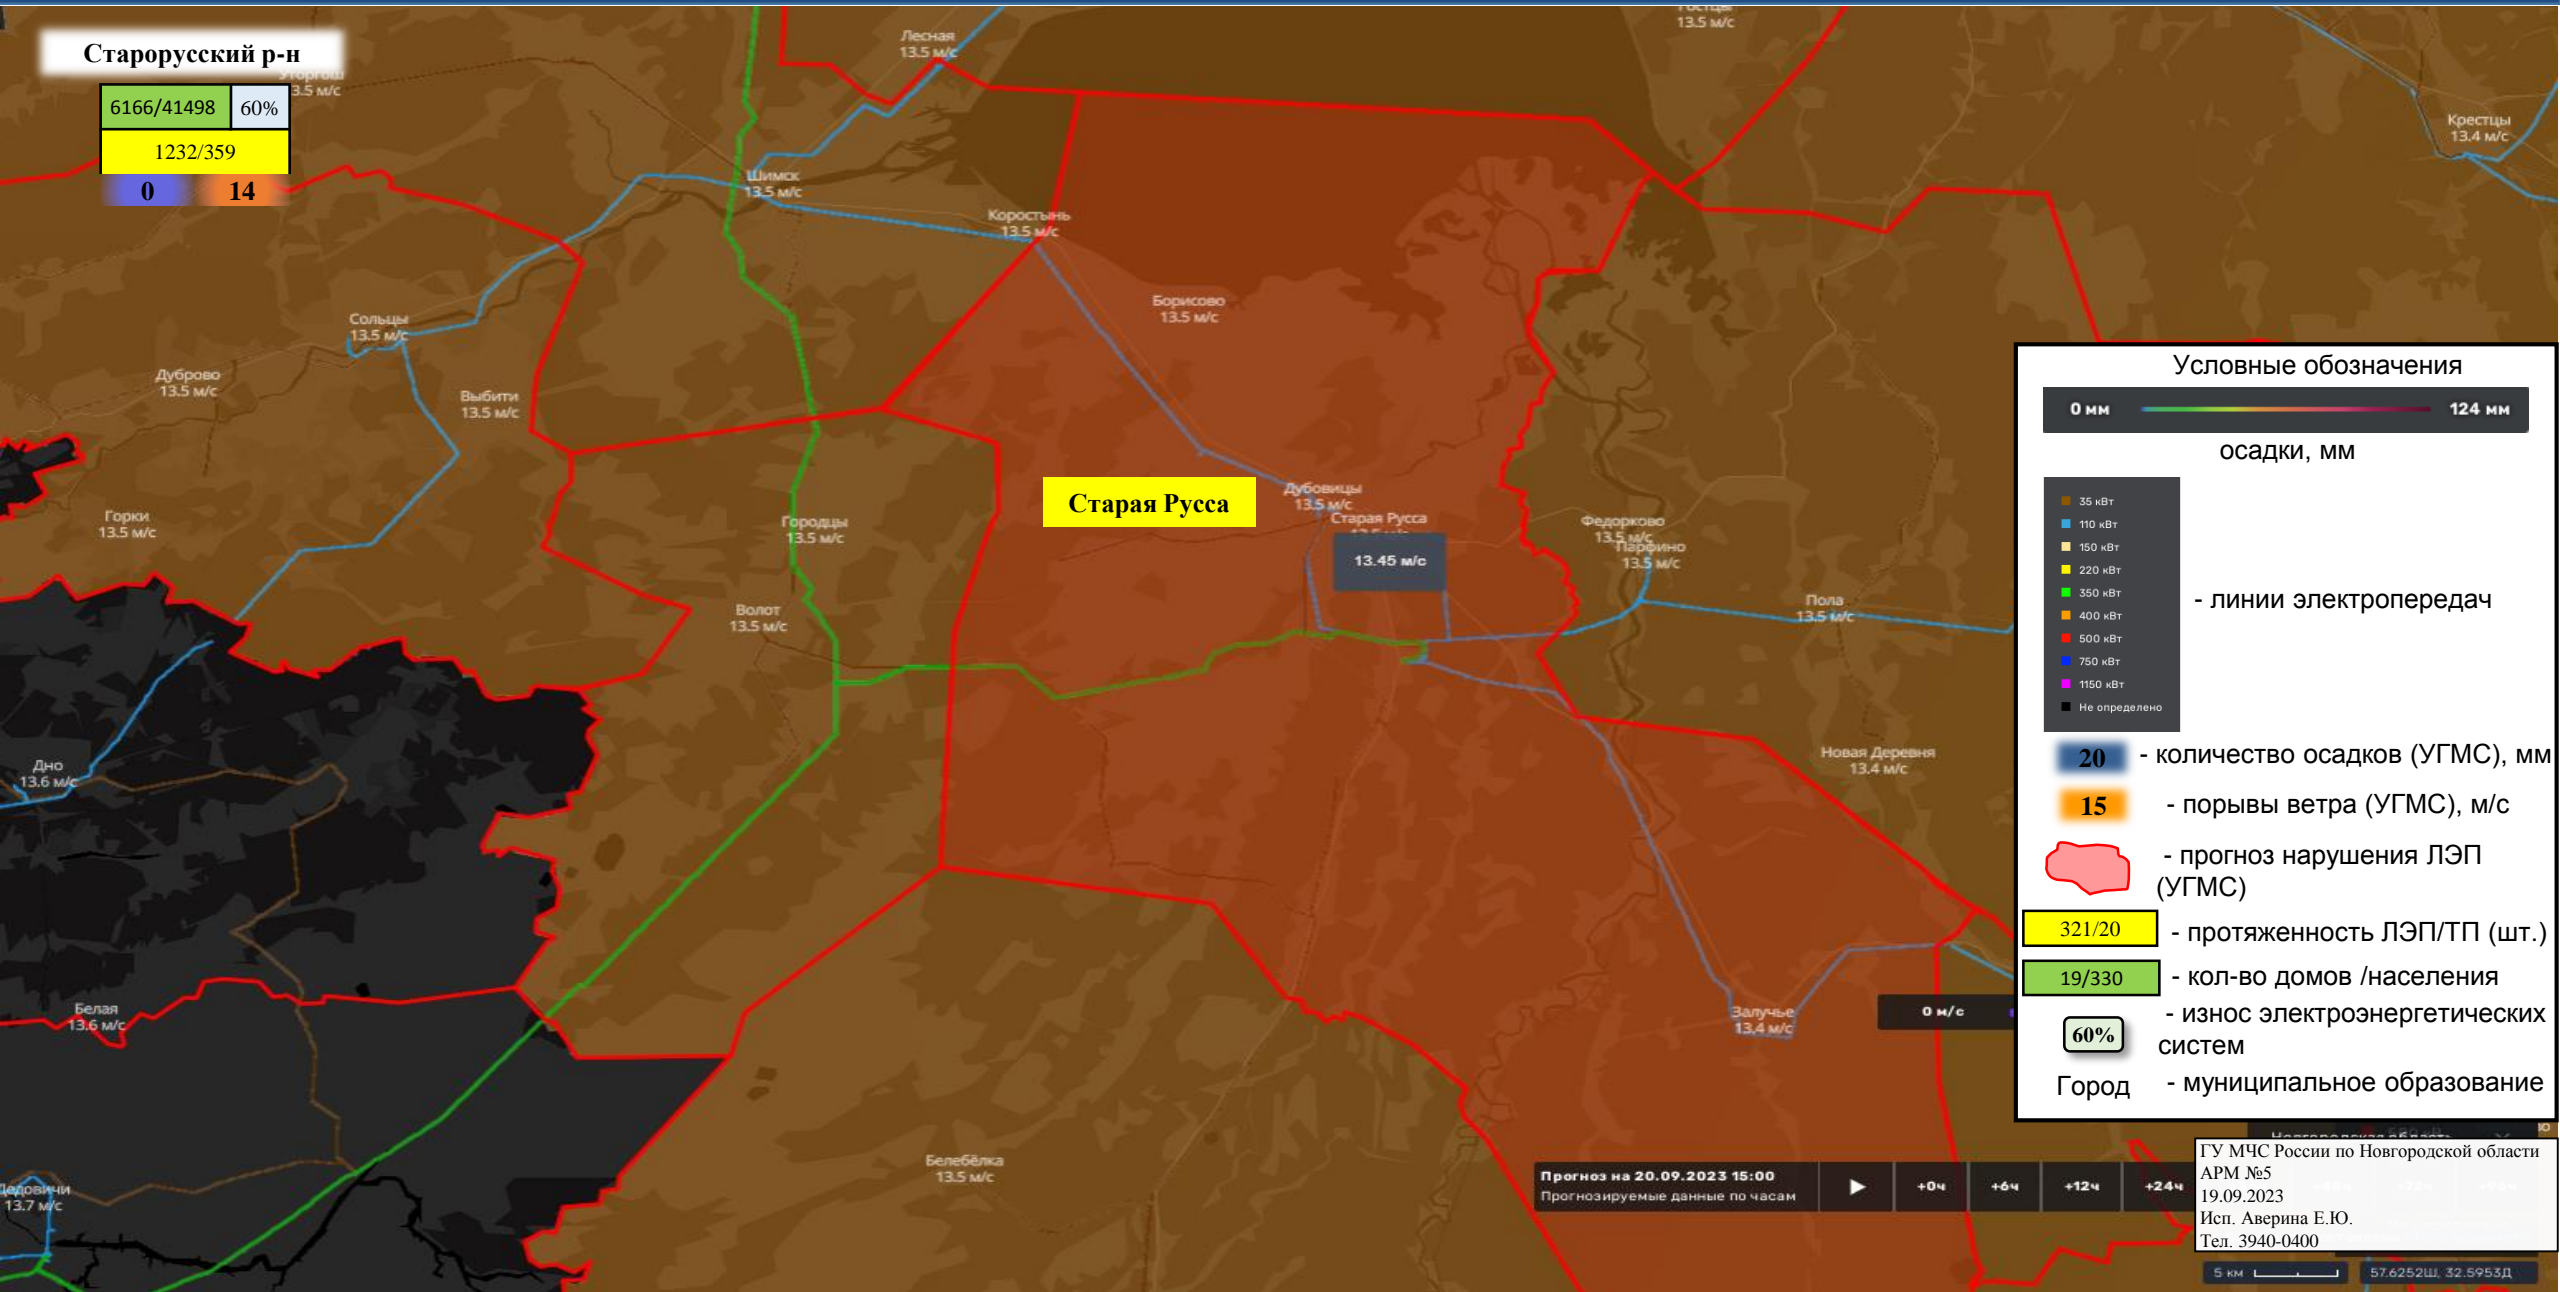 Старорусский р-н
6166/41498 60%
1232/359
0 14
3.5 м/с
Лесная
13.5 м/с
13.5 м/с
Крестцы
13.4 м/с
Шимск
13.5 м/с
Коростынь
13.5 м/с
Борисово
13.5 м/с
Сольцы
13.5 м/с
Дуброво
13.5 м/с
Выбити
13.5 м/с
Горки
13.5 м/с
Городцы
13.5 м/с
Старая Русса
Дубовицы
13.5 м/с
Старая Русса
13.45 м/с
Федорково
13.5 м/с
Парфино
13.5 м/с
Волот
13.5 м/с
Пола
13.5 м/с
Новая Деревня
13.4 м/с
Дно
13.6 м/с
Белая
13.6 м/с
Залучье
13.4 м/с
0 м/с
Белебёлка
13.5 м/с
Дедовичи
13.7 м/с
Условные обозначения
0 мм 124 мм
осадки, мм
35 кВт
110 кВт
150 кВт
220 кВт
350 кВт
400 кВт
500 кВт
750 кВт
1150 кВт
Не определено
- линии электропередач
20 - количество осадков (УГМС), мм
15 - порывы ветра (УГМС), м/с
- прогноз нарушения ЛЭП
(УГМС)
321/20 - протяженность ЛЭП/ТП (шт.)
19/330 - кол-во домов /населения
60% - износ электроэнергетических
систем
Город - муниципальное образование
Прогноз на 20.09.2023 15:00
Прогнозируемые данные по часам
+0ч +6ч +12ч +24ч
ГУ МЧС России по Новгородской области
АРМ №5
19.09.2023
Исп. Аверина Е.Ю.
Тел. 3940-0400
5 км
57.6252Ш, 32.5953Д